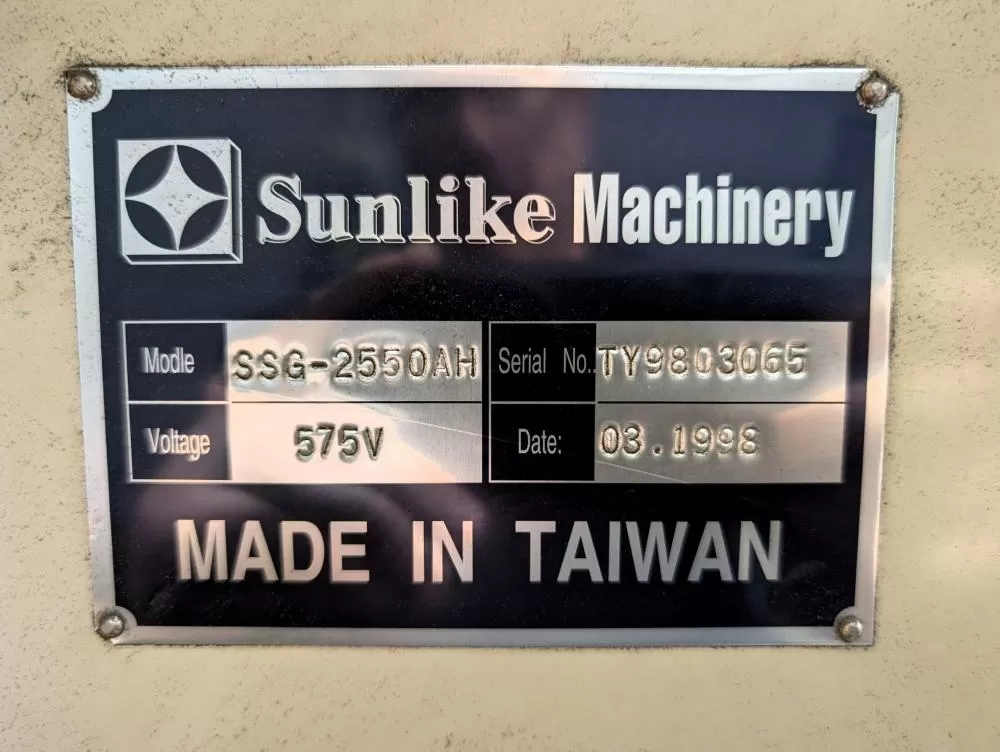 Sunlike Machinery
Modle SSG-2550AH Serial No.. TY9803065
Voltage 575V Date: 03.1998
MADE IN TAIWAN